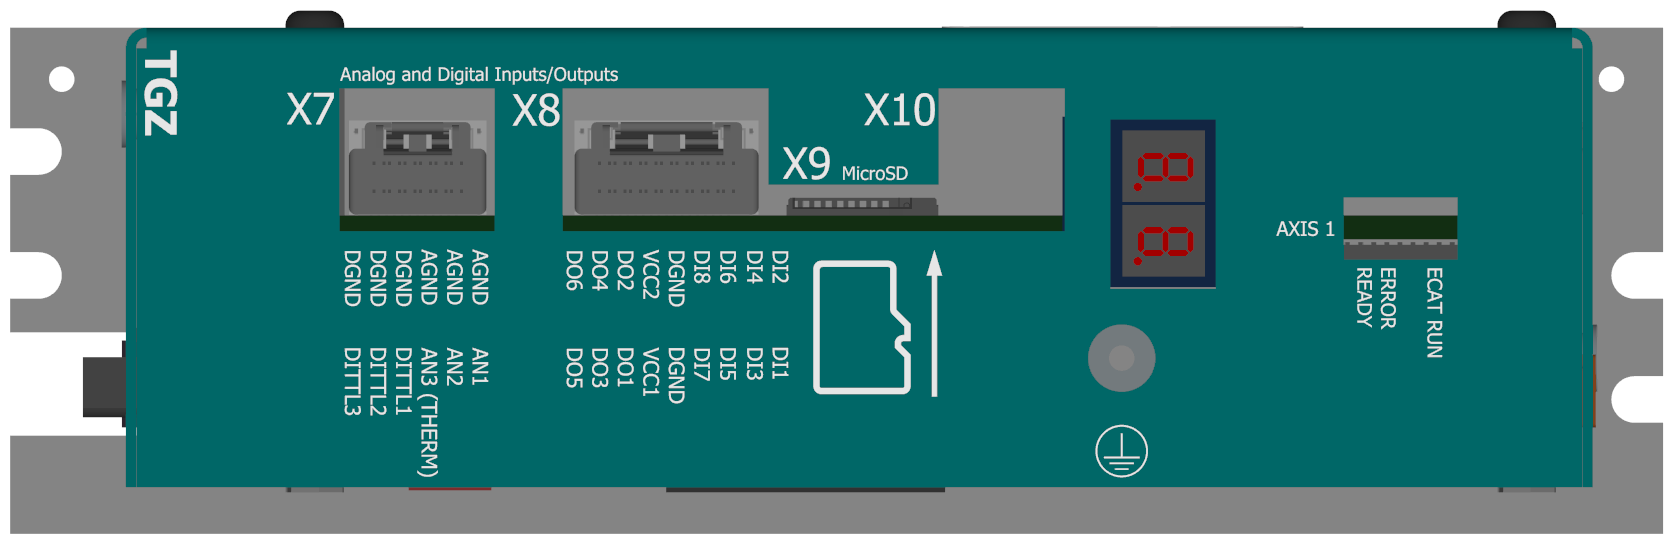 TGZ
Analog and Digital Inputs/Outputs
X7
X8
X10
X9 MicroSD
AXIS 1
DGND
DGND
DGND
AGND
AGND
AGND
DO6
DO4
DO2
VCC2
DGND
DI8
DI6
DI4
DI2
DITTL3
DITTL2
DITTL1
AN3 (THERM)
AN2
AN1
DO5
DO3
DO1
VCC1
DGND
DI7
DI5
DI3
DI1
READY
ERROR
ECAT RUN
8.
8.